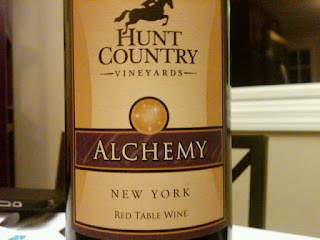 HUNT
COUNTRY
VINEYARDS
ALCHEMY
NEW YORK
RED TABLE WINE